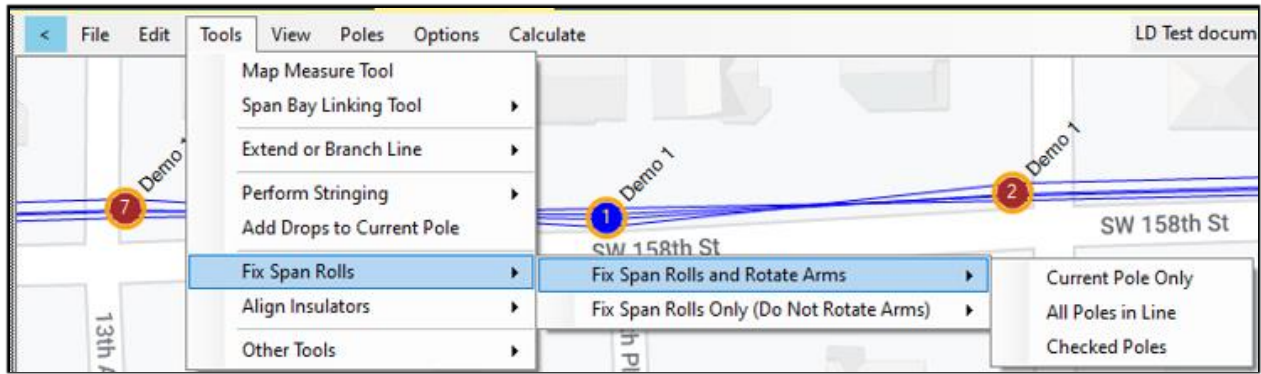 < File Edit Tools View Poles Options Calculate LD Test docum
Map Measure Tool
Span Bay Linking Tool
Extend or Branch Line
Perform Stringing
Add Drops to Current Pole
Fix Span Rolls
Align Insulators
Other Tools
Fix Span Rolls and Rotate Arms
Fix Span Rolls Only (Do Not Rotate Arms)
Current Pole Only
All Poles in Line
Checked Poles
Demo
7
Demo 1
1
Demo 1
2
SW 158th St
SW 158th St
13th A
th Pl